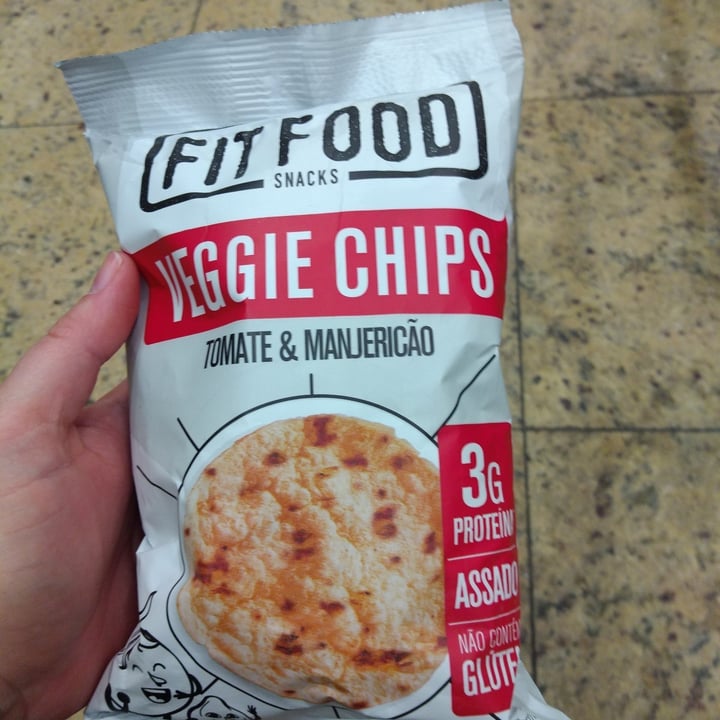 FIT FOOD
SNACKS
VEGGIE CHIPS
TOMATE & MANJERICÃO
3G
PROTEÍNA
ASSADO
NÃO CONTÉM
GLÚTEN